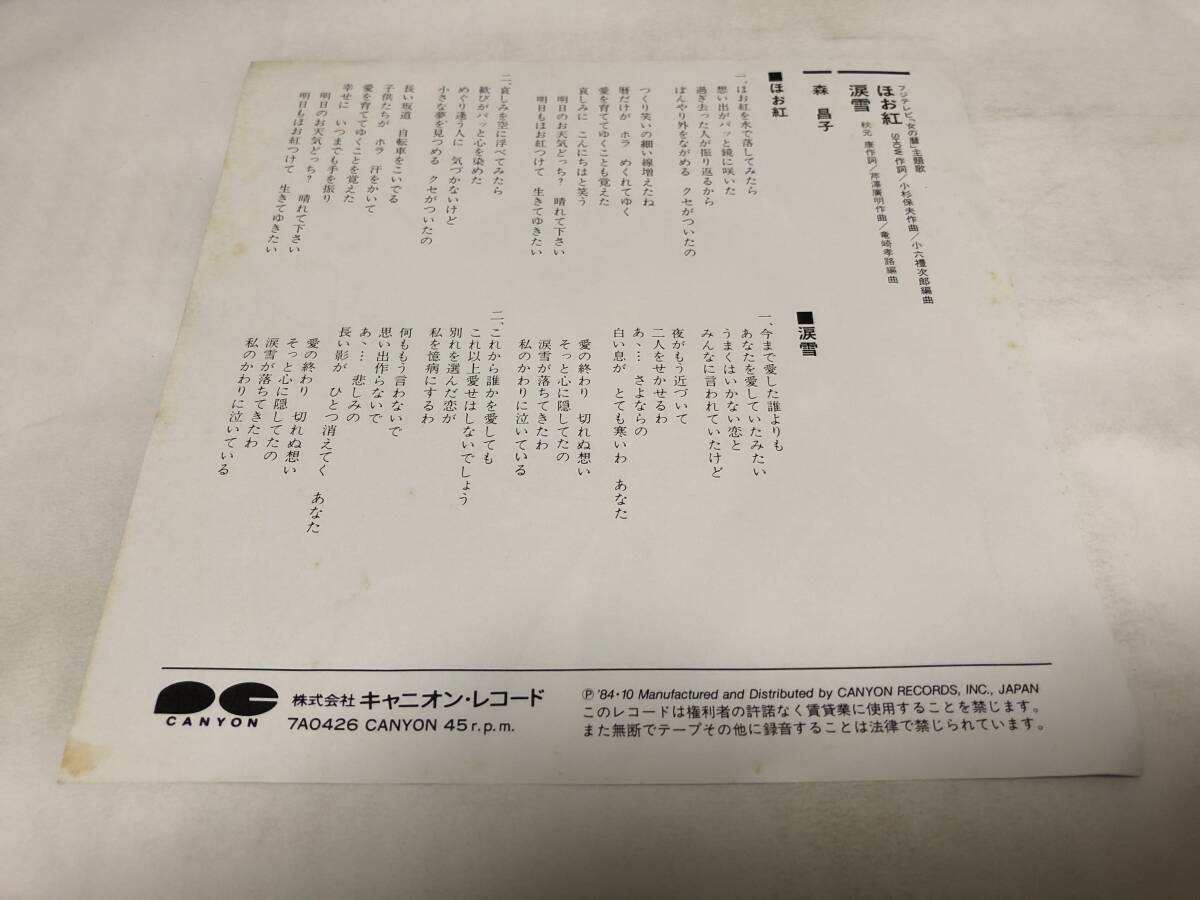 フジテレビ、「女の暦」主題歌
ほお紅 SHOW作詞/小杉保夫作曲/小六禮次郎編曲
涙雪 秋元 康作詞/芹澤廣明作曲/竜崎孝路編曲
森 昌子
■ほお紅
一、ほお紅を水で落してみたら
想い出がパッと鏡に咲いた
過ぎ去った人が振り返るから
ぼんやり外をながめる クセがついたの
つくり笑いの細い線増えたね
暦だけが ホラ めくれてゆく
愛を育ててゆくことも覚えた
哀しみに こんにちはと笑う
明日のお天気どっち? 晴れて下さい
明日もほお紅つけて 生きてゆきたい
二、哀しみを空に浮べてみたら
歓びがパッと心を染めた
めぐり逢う人に 気づかないけど
小さな夢を見つめる クセがついたの
長い坂道 自転車をこいでる
子供たちが ホラ 汗をかいて
愛を育ててゆくことを覚えた
幸せに いつまでも手を振り
明日のお天気どっち? 晴れて下さい
明日もほお紅つけて 生きてゆきたい
■涙雪
一、今まで愛した誰よりも
あなたを愛していたみたい
うまくはいかない恋と
みんなに言われていたけど
夜がもう近づいて
二人をせかせるわ
あ、… さよならの
白い息が とても寒いわ あなた
愛の終わり 切れぬ想い
そっと心に隠してたの
涙雪が落ちてきたわ
私のかわりに泣いている
二、これから誰かを愛しても
これ以上愛せはしないでしょう
別れを選んだ恋が
私を憶病にするわ
何ももう言わないで
思い出作らないで
あ、… 悲しみの
長い影が ひとつ消えてく あなた
愛の終わり 切れぬ想い
そっと心に隠してたの
涙雪が落ちてきたわ
私のかわりに泣いている
CANYON
株式会社 キャニオン・レコード
7A0426 CANYON 45 r.p.m.
Ⓟ '84・10 Manufactured and Distributed by CANYON RECORDS, INC., JAPAN
このレコードは権利者の許諾なく賃貸業に使用することを禁じます。
また無断でテープその他に録音することは法律で禁じられています。